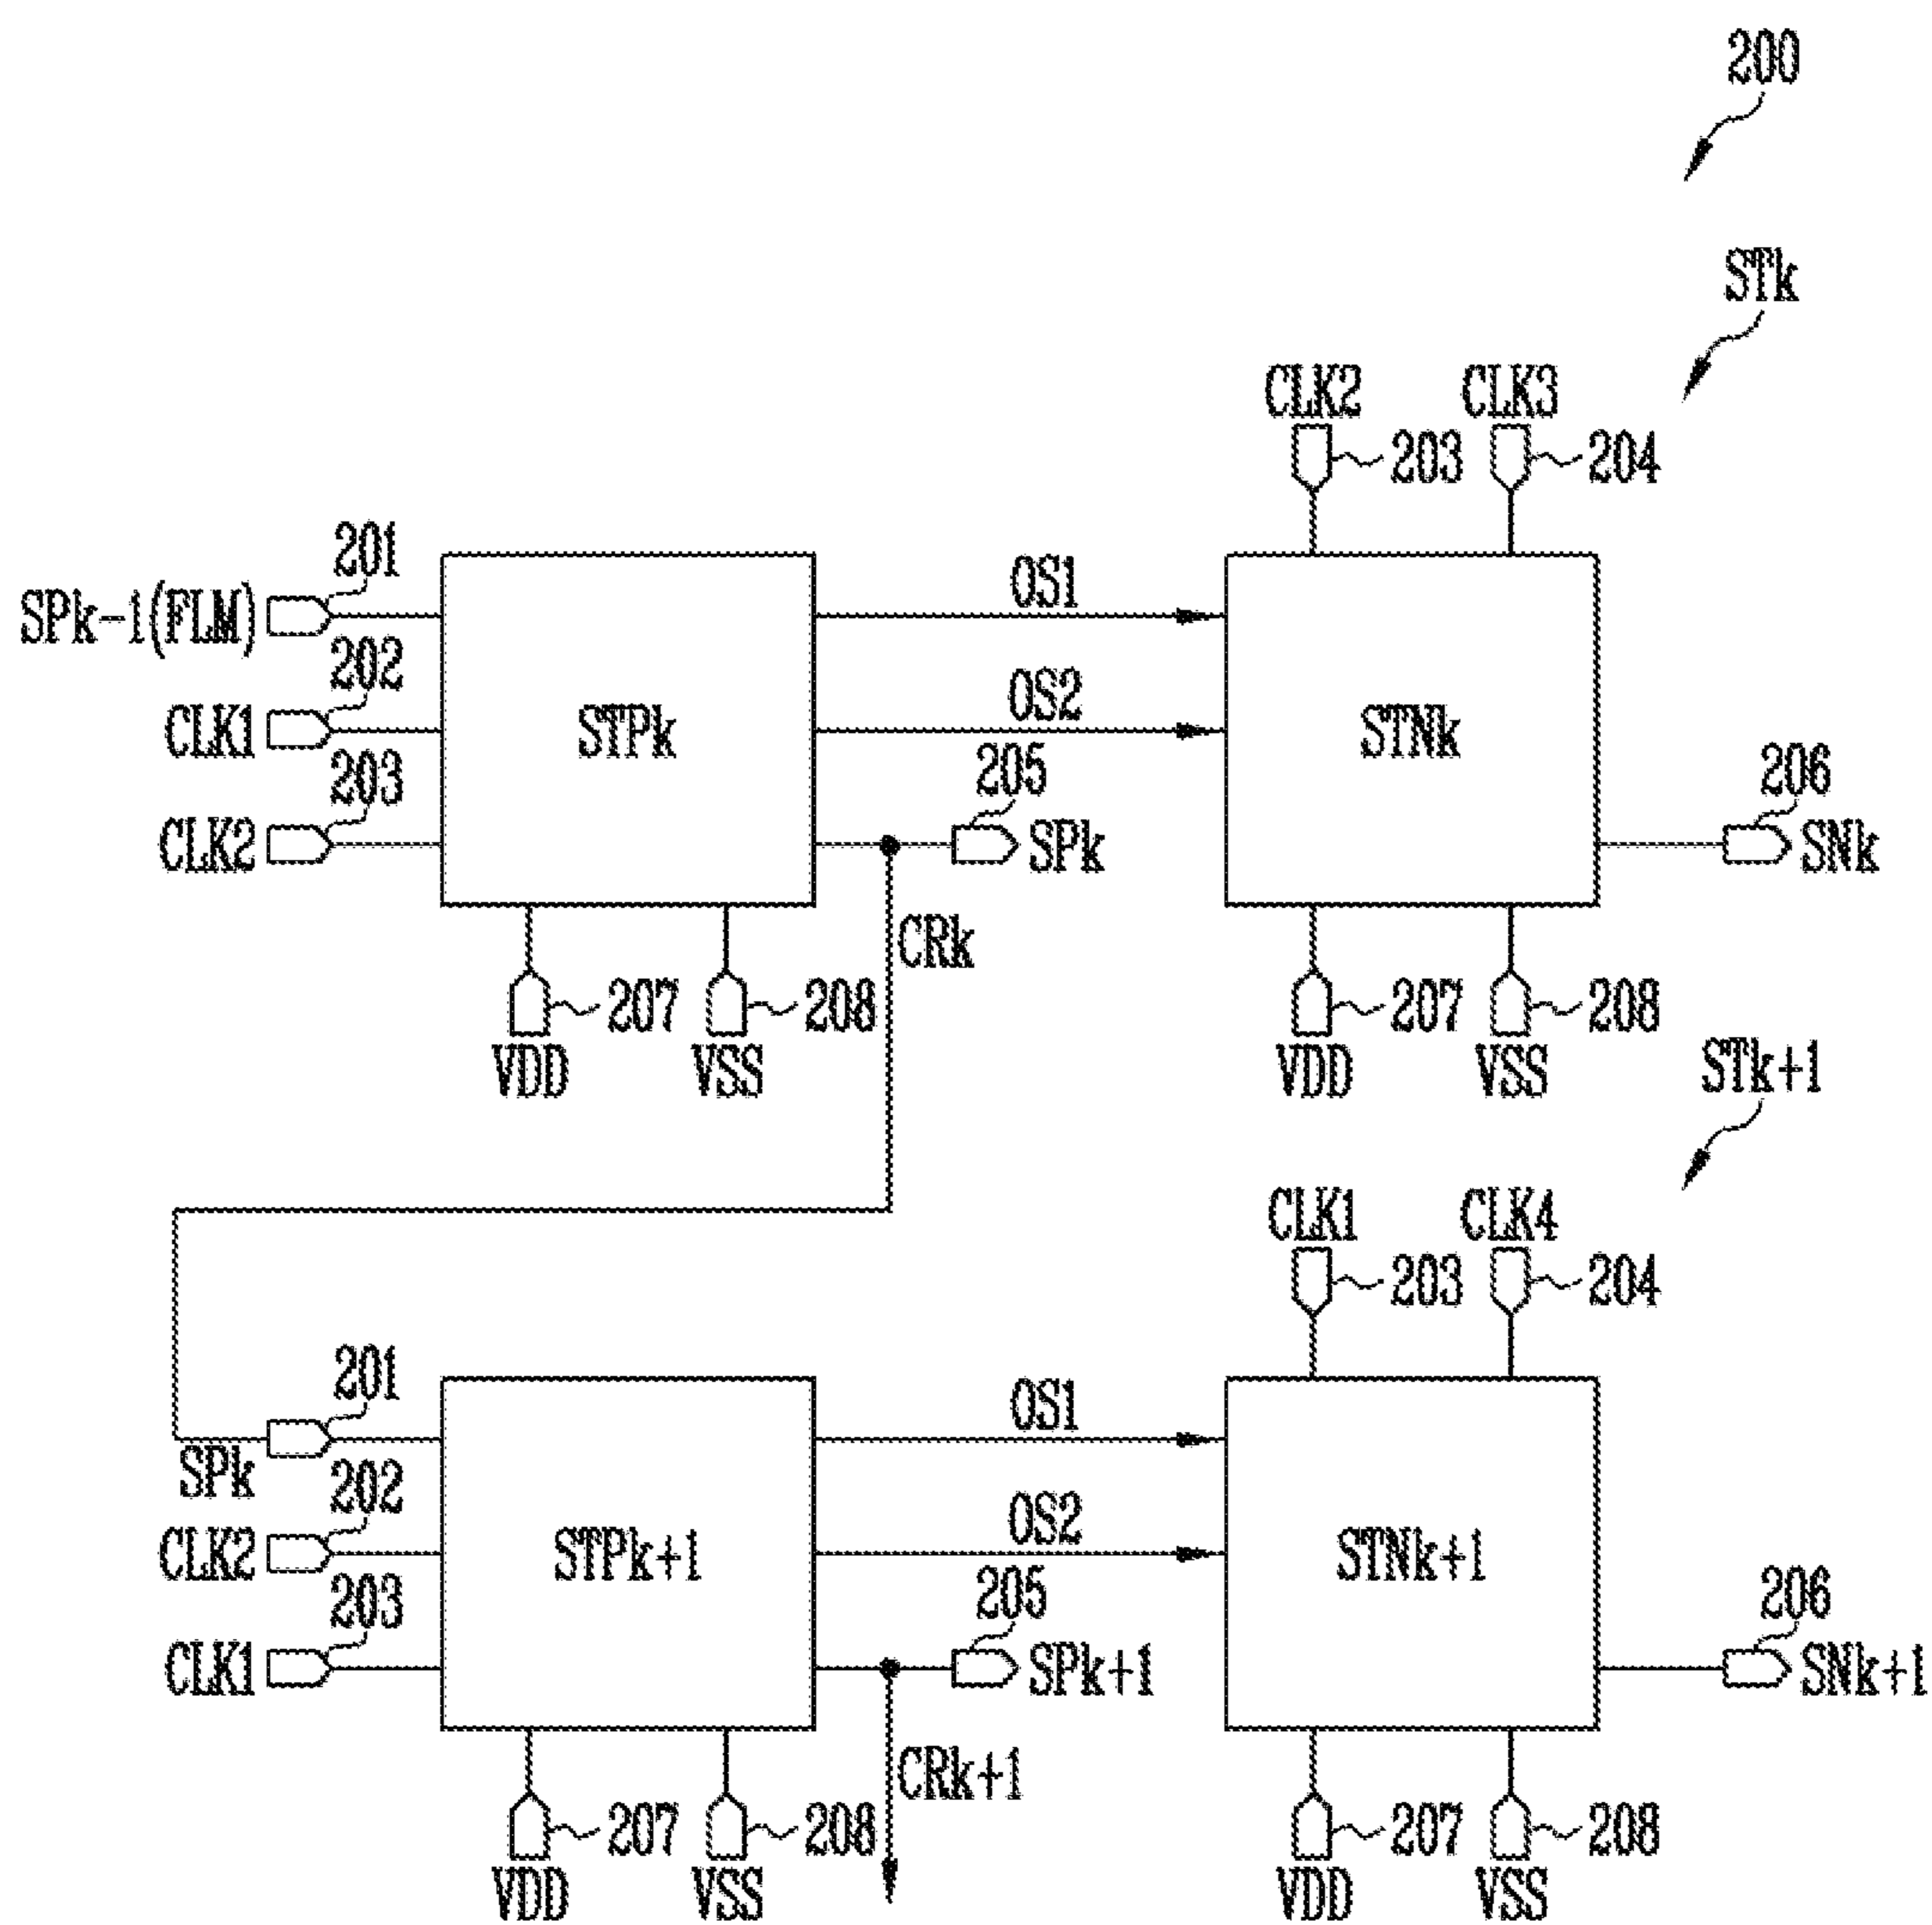 200
STk
CLK2 CLK3
203 204
201
SPk-1(FLM)
OS1
202
CLK1
OS2
STPk
STNk
203
CLK2
205
SPk
206
SNk
CRk
207 208 207 208
VDD VSS VDD VSS
STk+1
CLK1 CLK4
203 204
201
SPk
OS1
202
CLK2
OS2
STPk+1
STNk+1
203
CLK1
205
SPk+1
206
SNk+1
CRk+1
207 208 207 208
VDD VSS VDD VSS